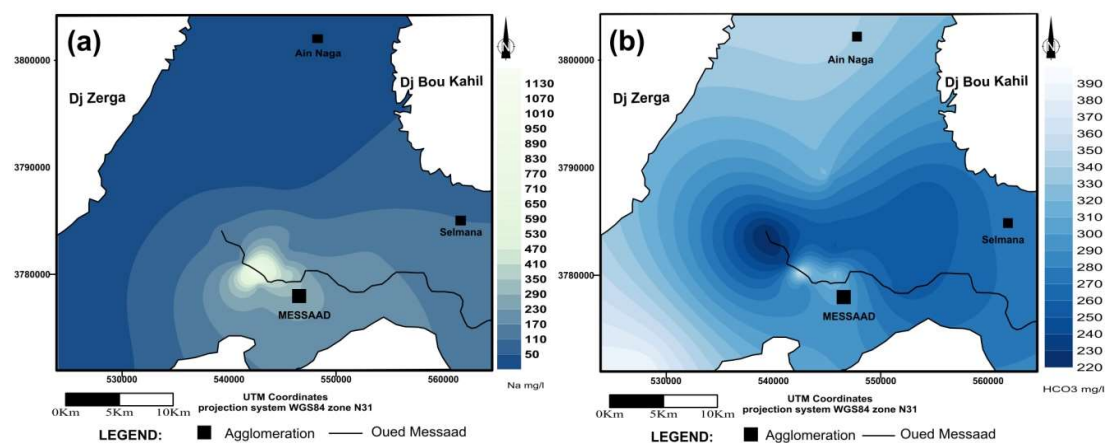 (a)
N
Ain Naga
3800000
Dj Zerga
Dj Bou Kahil
1130
1070
1010
950
890
830
770
710
650
590
530
470
410
350
290
230
170
110
50
Na mg/l
3790000
Selmana
3780000
MESSAAD
530000 540000 550000 560000
0Km 5Km 10Km
UTM Coordinates
projection system WGS84 zone N31
LEGEND: Agglomeration Oued Messaad
(b)
N
Ain Naga
3800000
Dj Zerga
Dj Bou Kahil
390
380
370
360
350
340
330
320
310
300
290
280
270
260
250
240
230
220
HCO3 mg/l
3790000
Selmana
3780000
MESSAAD
530000 540000 550000 560000
0Km 5Km 10Km
UTM Coordinates
projection system WGS84 zone N31
LEGEND: Agglomeration Oued Messaad